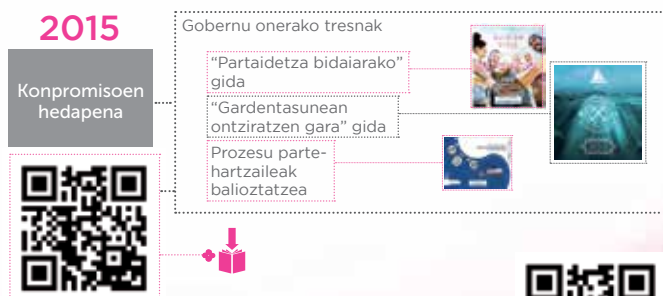 2015
Konpromisoen
hedapena
Gobernu onerako tresnak
“Partaidetza bidaiarako”
gida
“Gardentasunean
ontziratzen gara” gida
Prozesu parte-
hartzaileak
balioztatzea